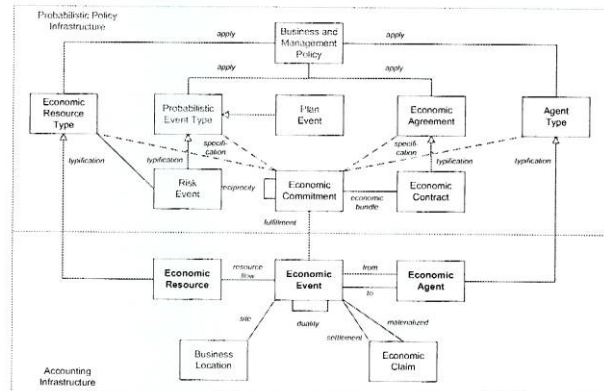 Probabilistic Policy
Infrastructure
Business and
Management
Policy
apply
apply
apply
apply
Economic
Resource
Type
Probabilistic
Event Type
Plan
Event
Economic
Agreement
Agent
Type
specifi-
cation
specifi-
cation
typification
typification
typification
typification
Risk
Event
reciprocity
Economic
Commitment
economic
bundle
Economic
Contract
fulfillment
Economic
Resource
resource
flow
Economic
Event
from
to
Economic
Agent
duality
site
settlement
materialized
Business
Location
Economic
Claim
Accounting
Infrastructure